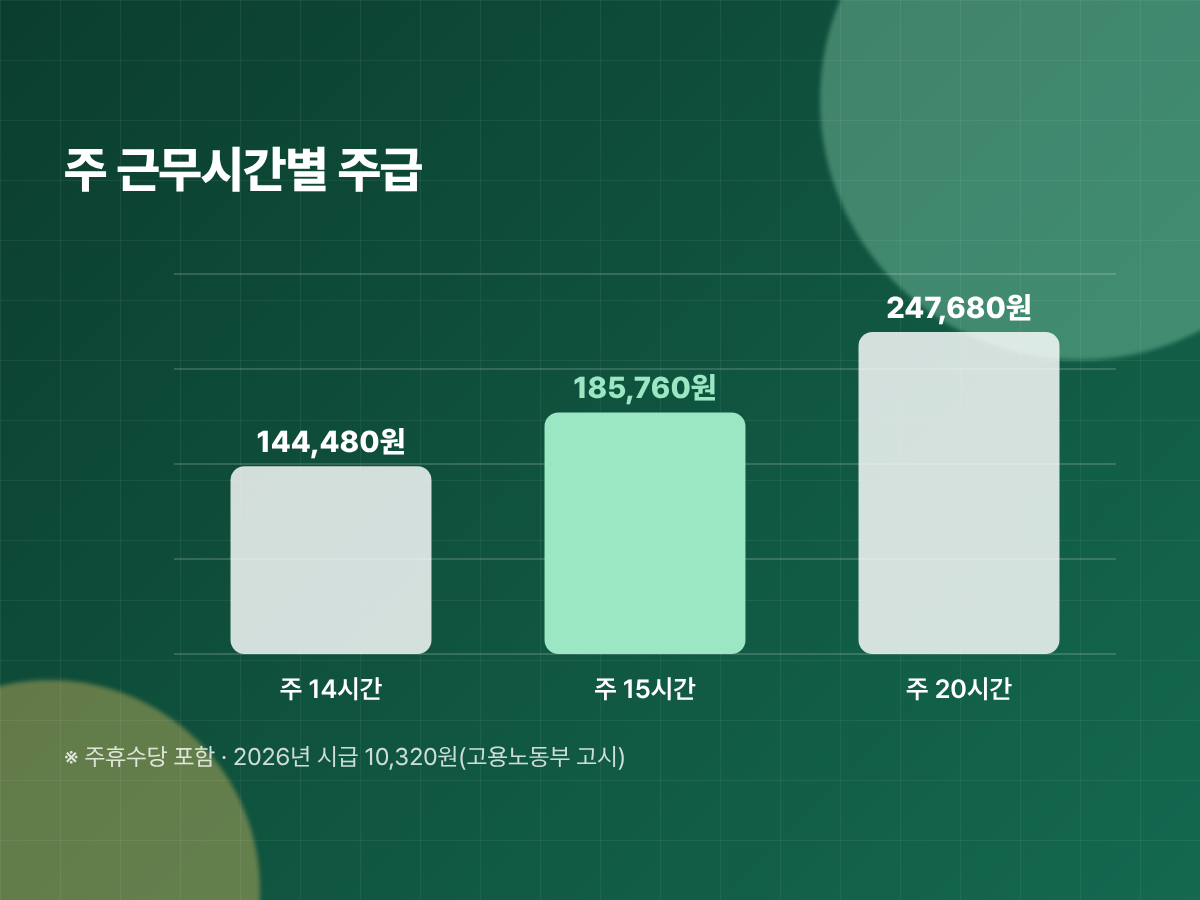 주 근무시간별 주급
247,680원
185,760원
144,480원
주 14시간
주 15시간
주 20시간
※ 주휴수당 포함 · 2026년 시급 10,320원(고용노동부 고시)